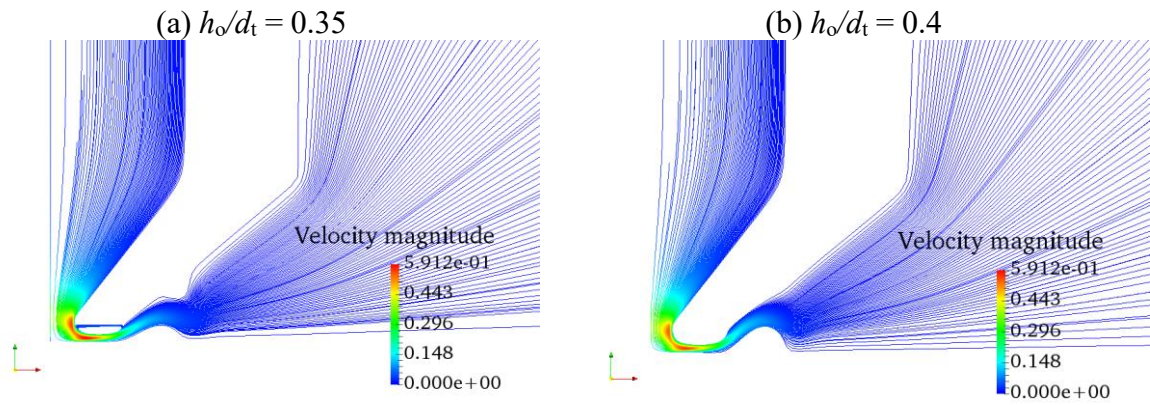 (a) hₒ/dₜ = 0.35
(b) hₒ/dₜ = 0.4
Velocity magnitude
5.912e-01
0.443
0.296
0.148
0.000e+00
Velocity magnitude
5.912e-01
0.443
0.296
0.148
0.000e+00